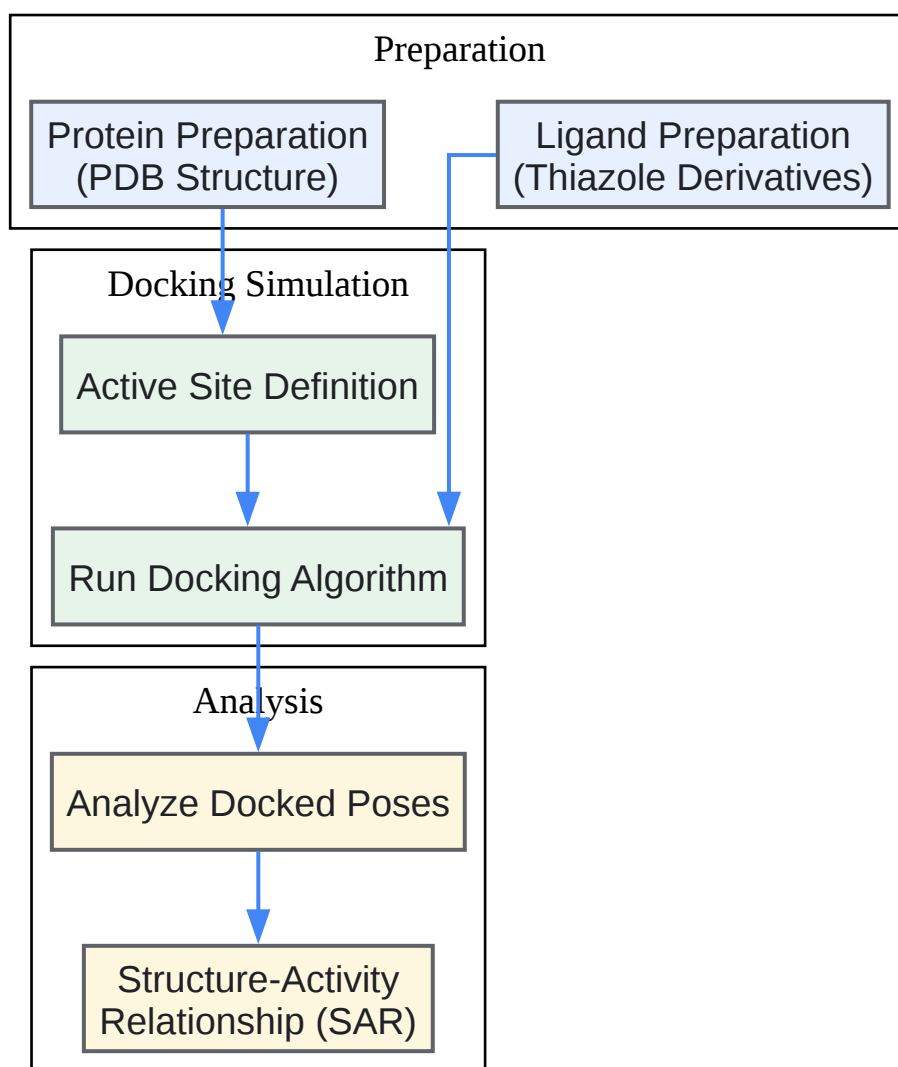 Preparation
Protein Preparation
(PDB Structure)
Ligand Preparation
(Thiazole Derivatives)
Docking Simulation
Active Site Definition
Run Docking Algorithm
Analysis
Analyze Docked Poses
Structure-Activity
Relationship (SAR)